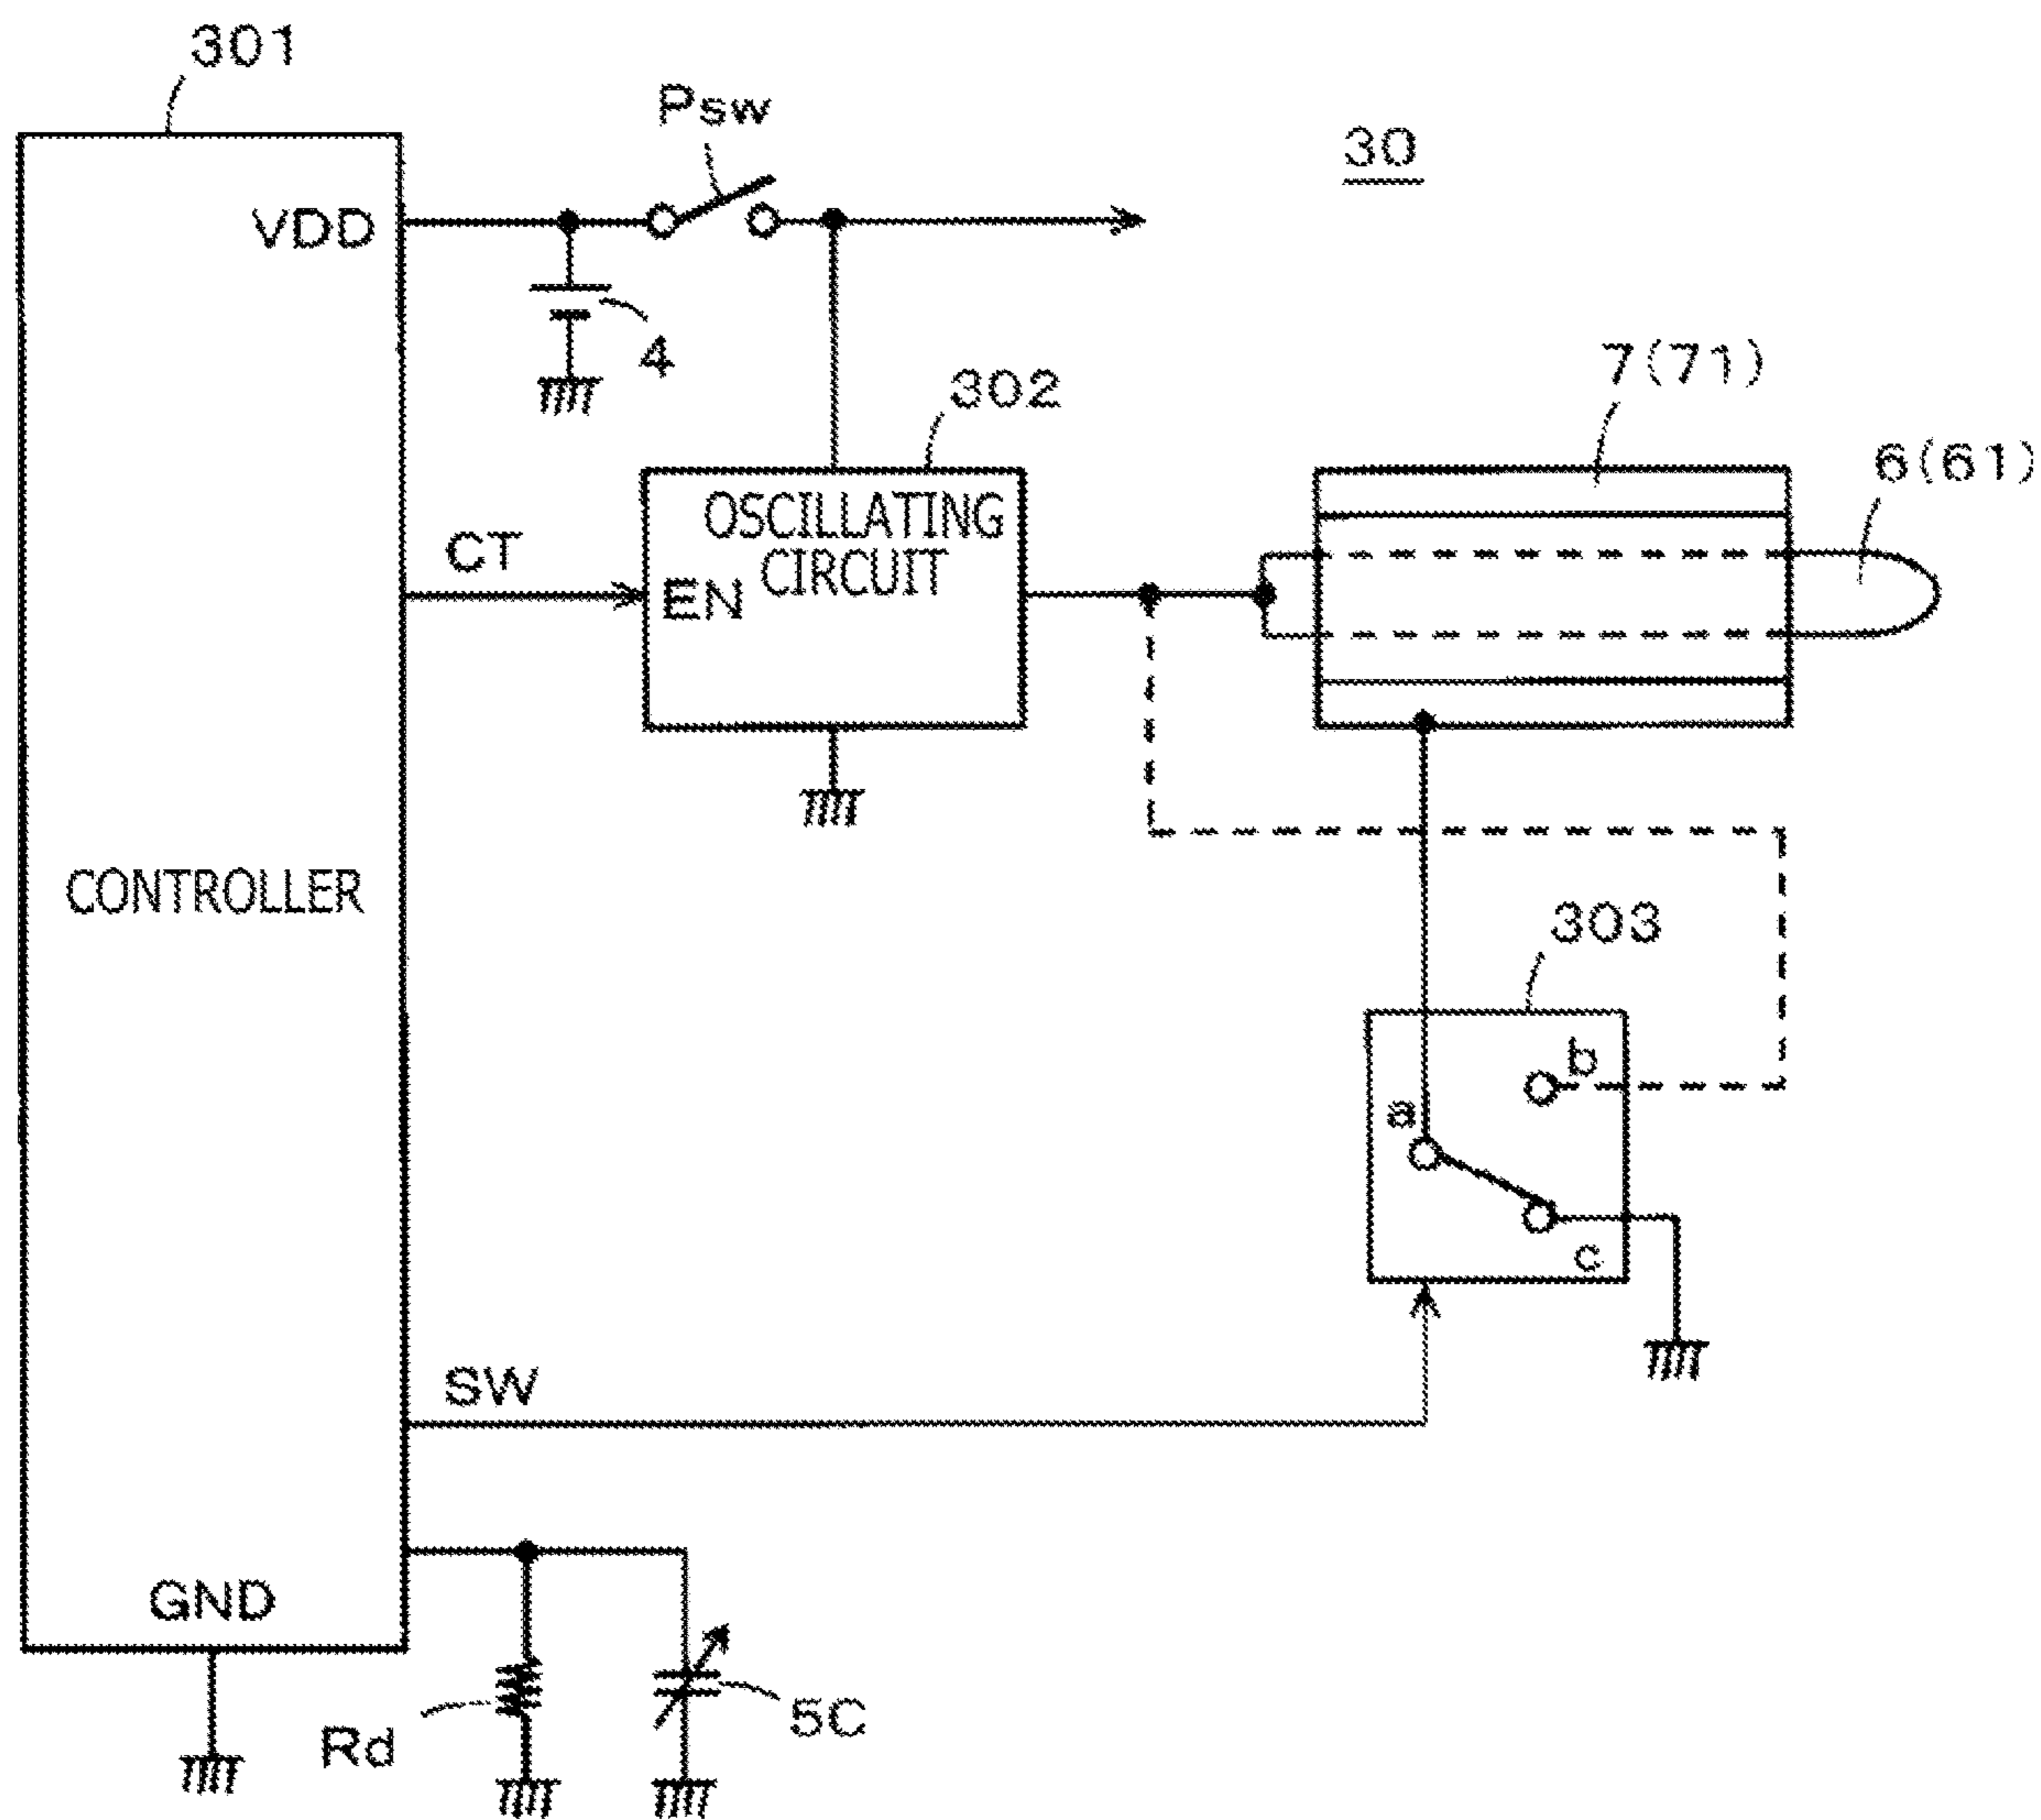 301
Psw
30
VDD
4
7(71)
302
6(61)
OSCILLATING
CIRCUIT
CT
EN
CONTROLLER
303
b
a
c
SW
GND
Rd
5C